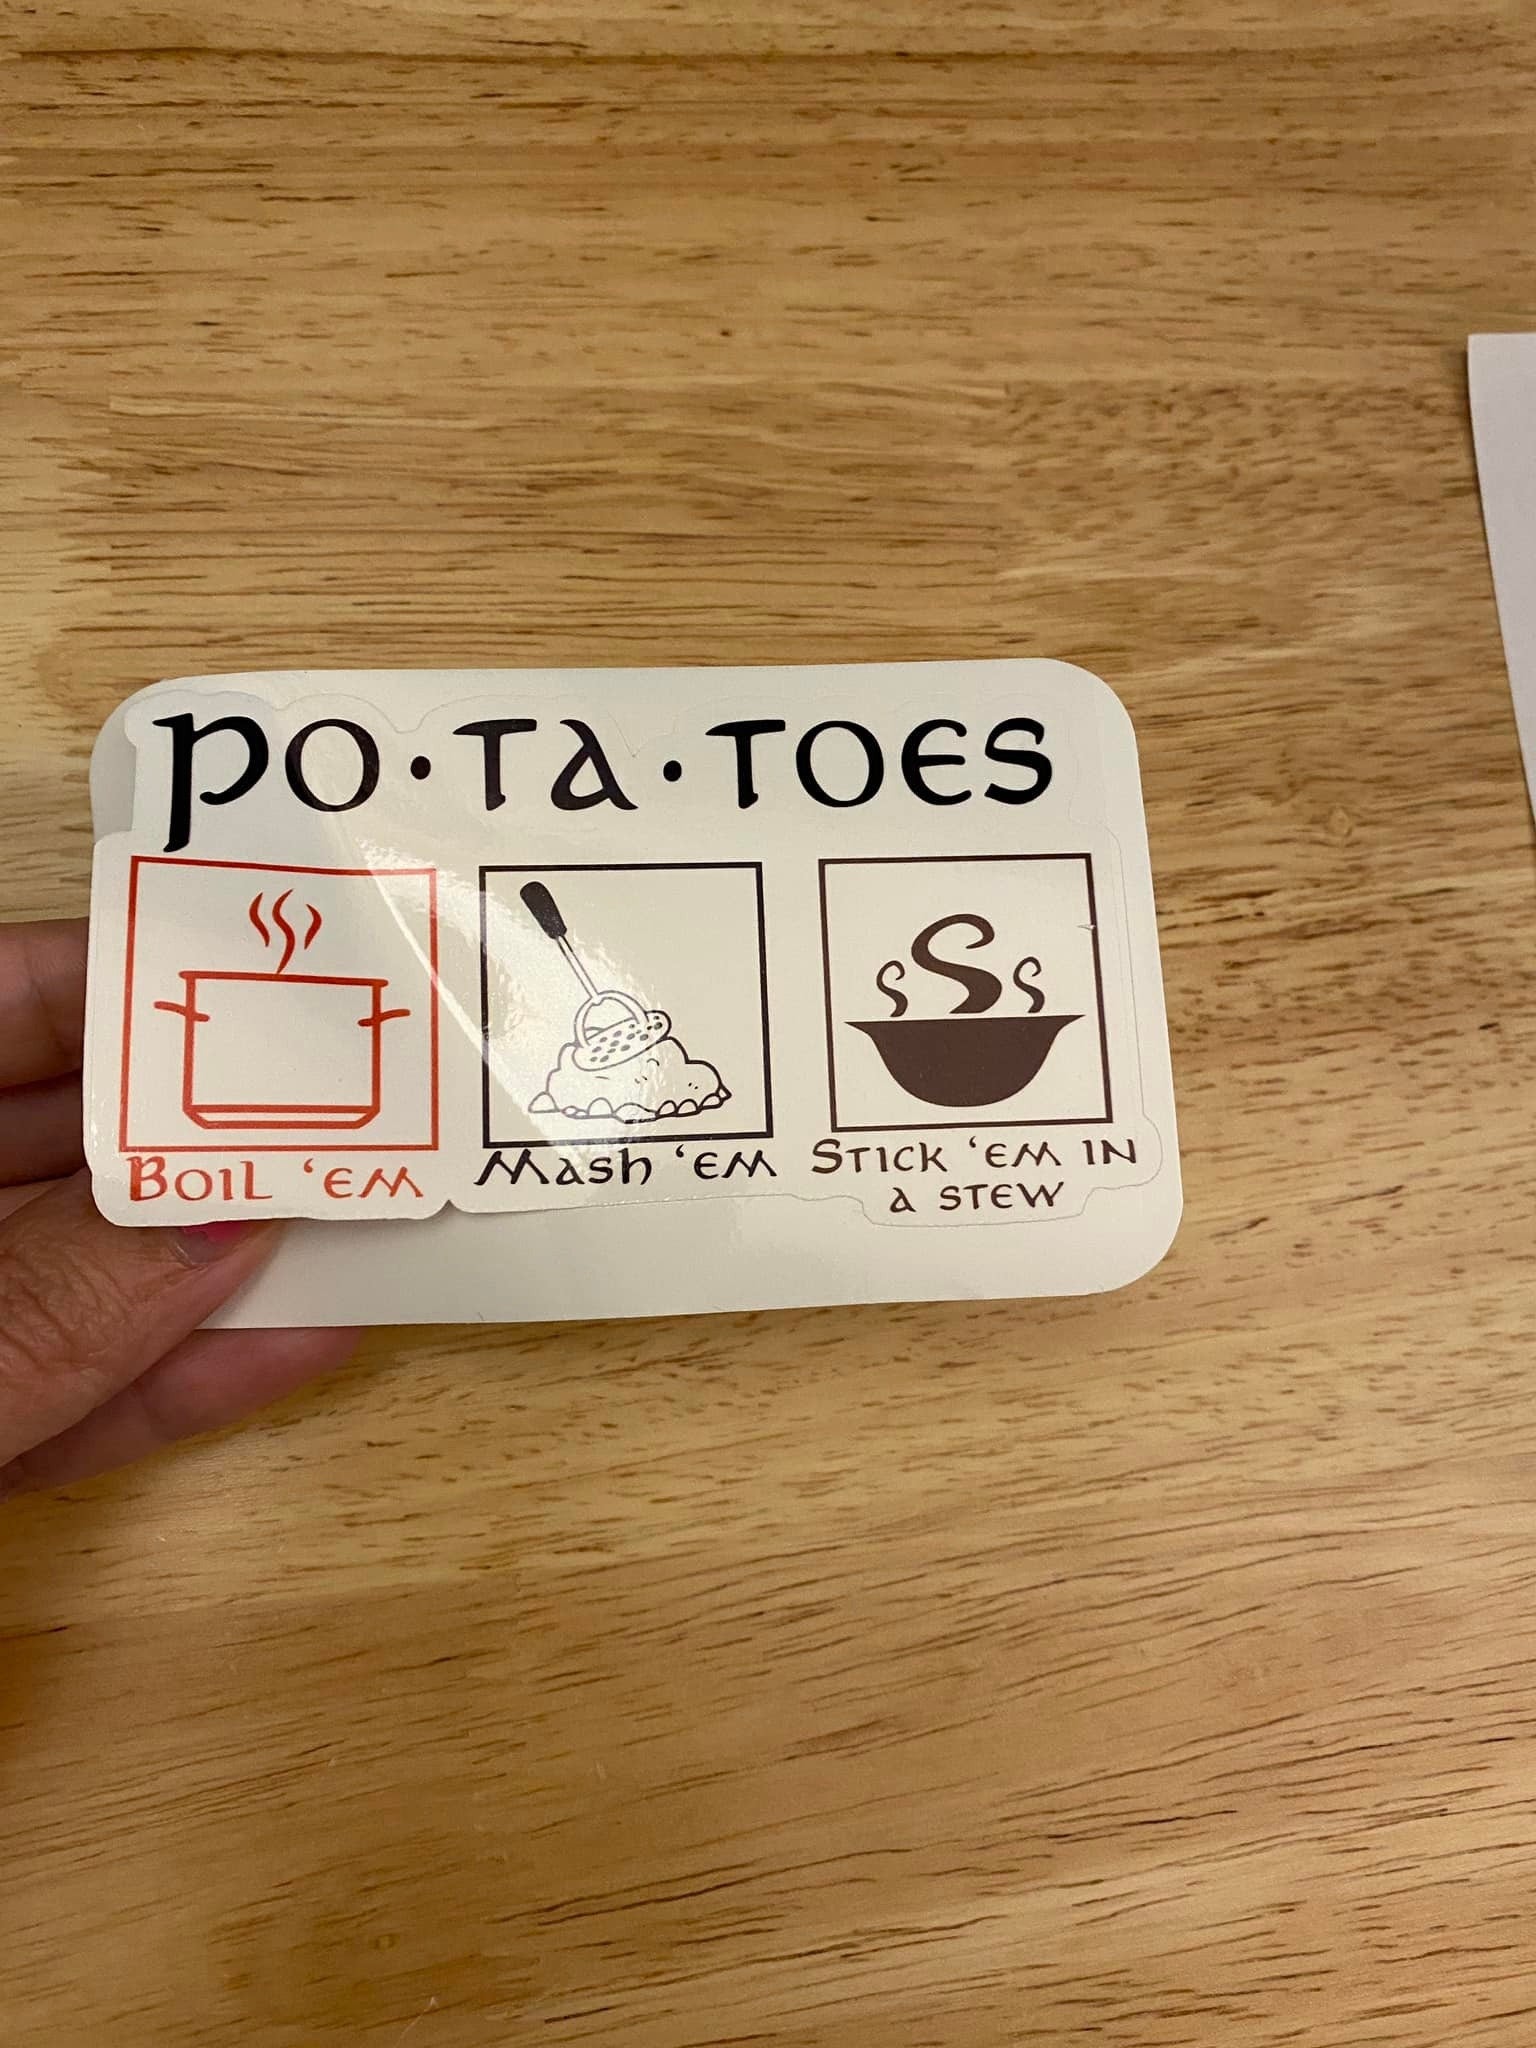 PO·TA·TOES
BOIL 'EM
MASh 'EM
STICK 'EM IN
A STEW